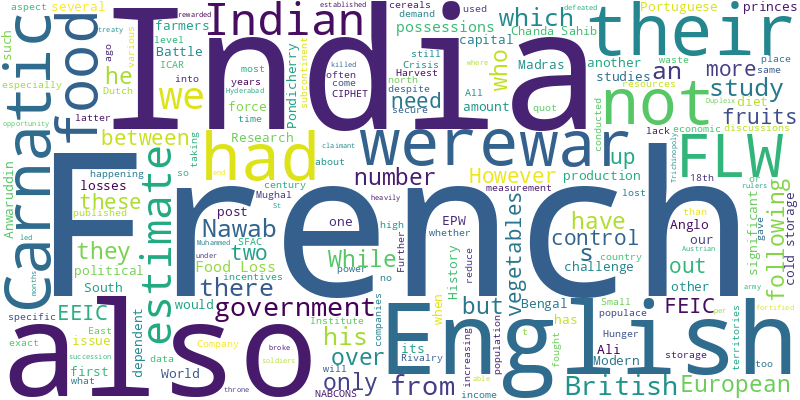 India
French
also
English
had
were
war
not
their
Carnatic
food
FLW
estimate
we
Indian
which
who
an
more
study
fruits
possessions
need
he
between
these
they
number
However
up
have
control
s
out
following
Nawab
two
there
government
While
his
over
only
from
but
vegetables
British
European
FEIC
EEIC
several
aspect
such
farmers
Battle
ICAR
level
ago
Dutch
various
treaty
especially
latter
losses
Anwaruddin
happening
published
political
South
would
Food Loss
incentives
specific
exact
East
issue
first
what
dependent
data
World
Company
succession
months
led
rewarded
established
demand
cereals
used
capital
still
Crisis
Harvest
CIPHET
come
often
killed
Hyderabad
most
years
into
force
time
Research
subcontinent
Pondicherry
despite
north
secure
amount
All
quot
where
Madras
Chanda Sahib
another
studies
defeated
Portuguese
princes
waste
place
same
resources
diet
Dupleix
conducted
lack
economic
discussions
Trichinopoly
18th
or
rulers
than
Anglo
gave
our
Austrian
other
significant
cold storage
production
lost
measurement
EPW
whether
about
claimant
heavily
one
post
century
Mughal
St
SFAC
Muhammed
under
power
high
no
Further
reduce
History
when
Bengal
challenge
country
has
Small
populace
Hunger
Ali
Modern
Rivalry
storage
territories
per
army
fortified
too
t
fought
able
income
increasing
population
its
companies
will
Institute
broke
soldiers
throne
NABCONS
taking
so
end
opportunity